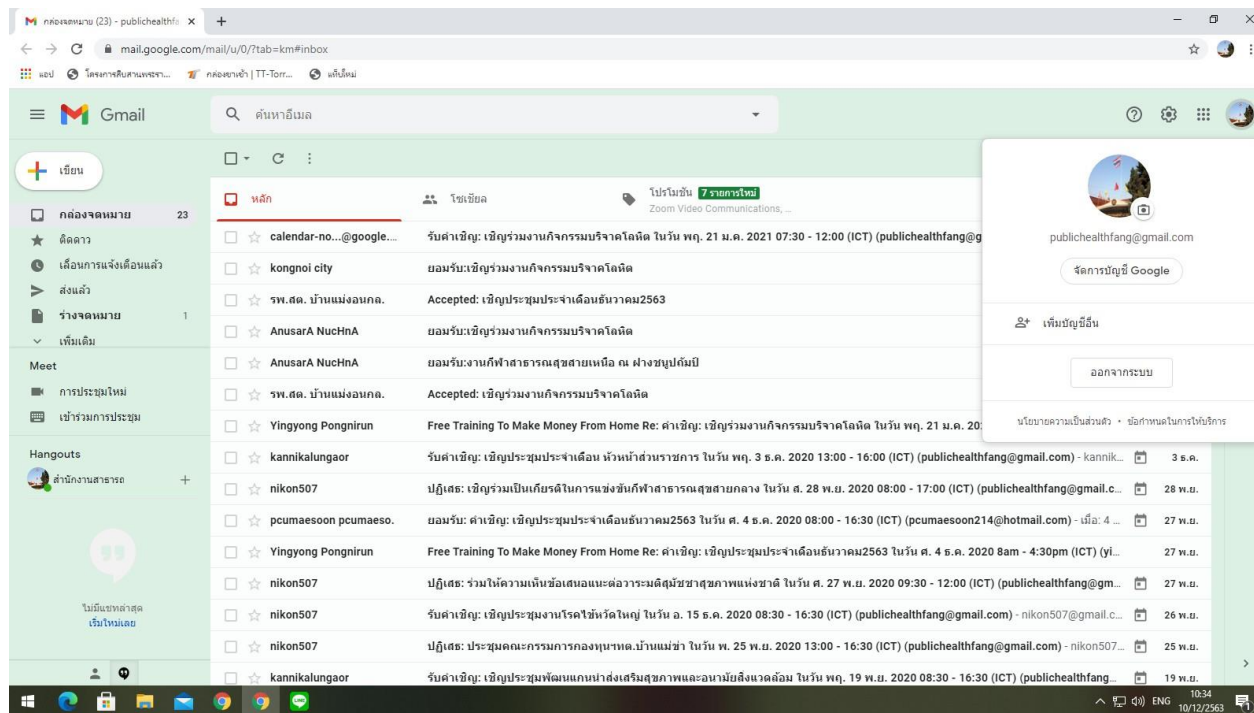 กล่องจดหมาย (23) - publichealthfa
mail.google.com/mail/u/0/?tab=km#inbox
แอป โครงการสืบสานพระรา... กล่องขาเข้า | TT-Torr... แท็บใหม่
Gmail ค้นหาอีเมล
เขียน
กล่องจดหมาย 23
ติดดาว
เลื่อนการแจ้งเตือนแล้ว
ส่งแล้ว
ร่างจดหมาย 1
เพิ่มเติม
Meet
การประชุมใหม่
เข้าร่วมการประชุม
Hangouts
สำนักงานสาธารถ
ไม่มีแชทล่าสุด
เริ่มใหม่เลย
หลัก โซเชียล โปรโมชัน 7 รายการใหม่
Zoom Video Communications, ...
calendar-no...@google.... รับคำเชิญ: เชิญร่วมงานกิจกรรมบริจาคโลหิต ในวัน พฤ. 21 ม.ค. 2021 07:30 - 12:00 (ICT) (publichealthfang@g
kongnoi city ยอมรับ:เชิญร่วมงานกิจกรรมบริจาคโลหิต
รพ.สต. บ้านแม่งอนกล. Accepted: เชิญประชุมประจำเดือนธันวาคม2563
AnusarA NucHnA ยอมรับ:เชิญร่วมงานกิจกรรมบริจาคโลหิต
AnusarA NucHnA ยอมรับ:งานกีฬาสาธารณสุขสายเหนือ ณ ฝางชนูปถัมป์
รพ.สต. บ้านแม่งอนกล. Accepted: เชิญร่วมงานกิจกรรมบริจาคโลหิต
Yingyong Pongnirun Free Training To Make Money From Home Re: คำเชิญ: เชิญร่วมงานกิจกรรมบริจาคโลหิต ในวัน พฤ. 21 ม.ค. 20
kannikalungaor รับคำเชิญ: เชิญประชุมประจำเดือน หัวหน้าส่วนราชการ ในวัน พฤ. 3 ธ.ค. 2020 13:00 - 16:00 (ICT) (publichealthfang@gmail.com) - kannik... 3 ธ.ค.
nikon507 ปฏิเสธ: เชิญร่วมเป็นเกียรติในการแข่งขันกีฬาสาธารณสุขสายกลาง ในวัน ส. 28 พ.ย. 2020 08:00 - 17:00 (ICT) (publichealthfang@gmail.c... 28 พ.ย.
pcumaesoon pcumaeso. ยอมรับ: คำเชิญ: เชิญประชุมประจำเดือนธันวาคม2563 ในวัน ศ. 4 ธ.ค. 2020 08:00 - 16:30 (ICT) (pcumaesoon214@hotmail.com) - เมื่อ: 4 ... 27 พ.ย.
Yingyong Pongnirun Free Training To Make Money From Home Re: คำเชิญ: เชิญประชุมประจำเดือนธันวาคม2563 ในวัน ศ. 4 ธ.ค. 2020 8am - 4:30pm (ICT) (yi... 27 พ.ย.
nikon507 ปฏิเสธ: ร่วมให้ความเห็นข้อเสนอแนะต่อวาระมติสุมัชชาสุขภาพแห่งชาติ ในวัน ศ. 27 พ.ย. 2020 09:30 - 12:00 (ICT) (publichealthfang@gm... 27 พ.ย.
nikon507 รับคำเชิญ: เชิญประชุมงานโรคไข้หวัดใหญ่ ในวัน อ. 15 ธ.ค. 2020 08:30 - 16:30 (ICT) (publichealthfang@gmail.com) - nikon507@gmail.c... 26 พ.ย.
nikon507 ปฏิเสธ: ประชุมคณะกรรมการกองทุนฯทต.บ้านแม่ข่า ในวัน พ. 25 พ.ย. 2020 13:00 - 16:30 (ICT) (publichealthfang@gmail.com) - nikon507... 25 พ.ย.
kannikalungaor รับคำเชิญ: เชิญประชุมพัฒนแกนนำส่งเสริมสุขภาพและอนามัยสิ่งแวดล้อม ในวัน พฤ. 19 พ.ย. 2020 08:30 - 16:30 (ICT) (publichealthfang... 19 พ.ย.
publichealthfang@gmail.com
จัดการบัญชี Google
เพิ่มบัญชีอื่น
ออกจากระบบ
นโยบายความเป็นส่วนตัว • ข้อกำหนดในการให้บริการ
ENG 10:34
10/12/2563